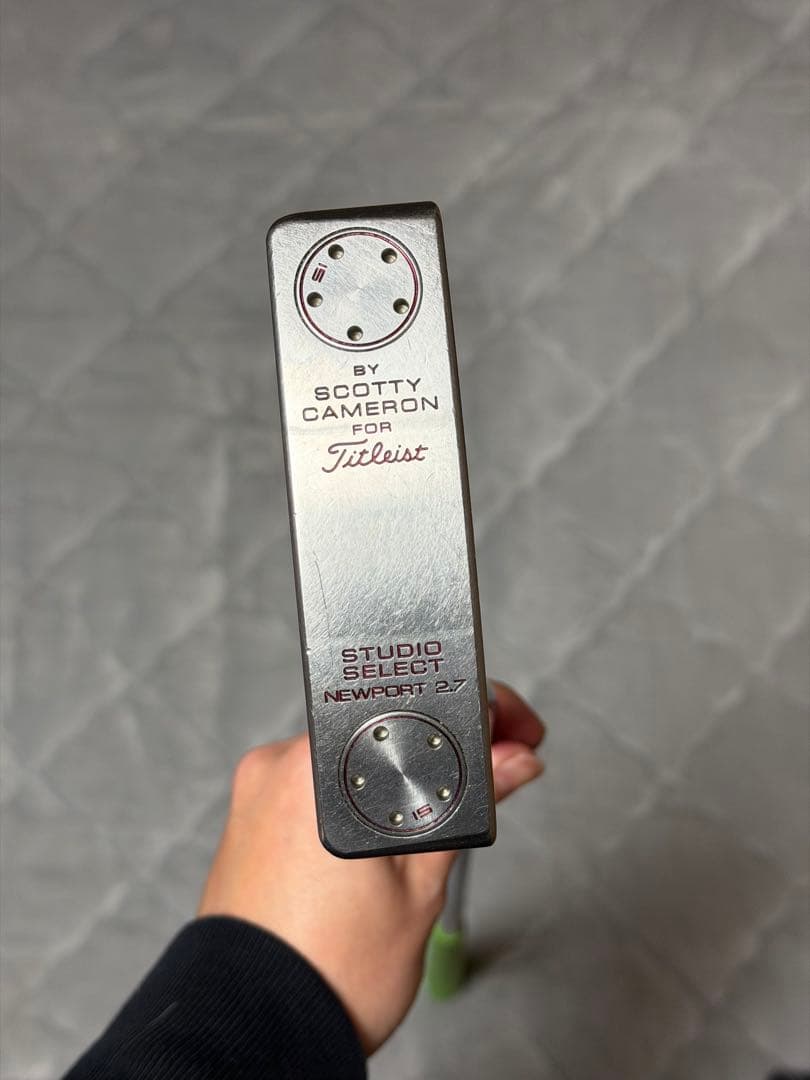 15
BY
SCOTTY
CAMERON
FOR
Titleist
STUDIO
SELECT
NEWPORT 2.7
15